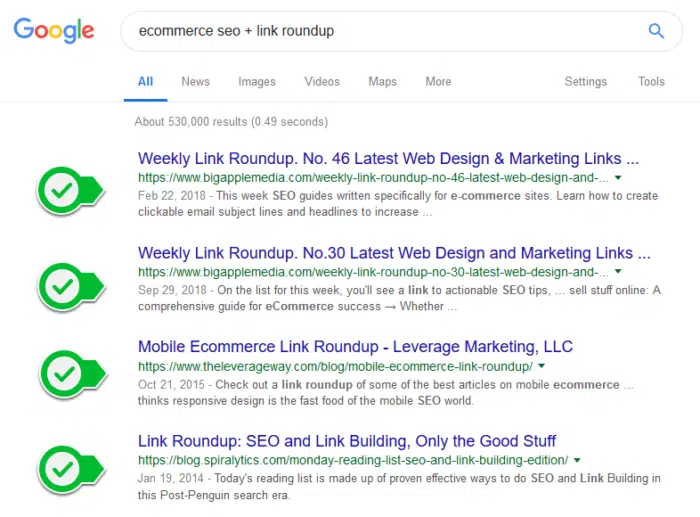 Google
ecommerce seo + link roundup
All News Images Videos Maps More Settings Tools
About 530,000 results (0.49 seconds)
Weekly Link Roundup. No. 46 Latest Web Design & Marketing Links ...
https://www.bigapplemedia.com/weekly-link-roundup-no-46-latest-web-design-and-...
Feb 22, 2018 - This week SEO guides written specifically for e-commerce sites. Learn how to create
clickable email subject lines and headlines to increase ...
Weekly Link Roundup. No.30 Latest Web Design and Marketing Links ...
https://www.bigapplemedia.com/weekly-link-roundup-no-30-latest-web-design-and-...
Sep 29, 2018 - On the list for this week, you'll see a link to actionable SEO tips, ... sell stuff online: A
comprehensive guide for eCommerce success → Whether ...
Mobile Ecommerce Link Roundup - Leverage Marketing, LLC
https://www.theleverageway.com/blog/mobile-ecommerce-link-roundup/
Oct 21, 2015 - Check out a link roundup of some of the best articles on mobile ecommerce ...
thinks responsive design is the fast food of the mobile SEO world.
Link Roundup: SEO and Link Building, Only the Good Stuff
https://blog.spiralytics.com/monday-reading-list-seo-and-link-building-edition/
Jan 19, 2014 - Today's reading list is made up of proven effective ways to do SEO and Link Building in
this Post-Penguin search era.